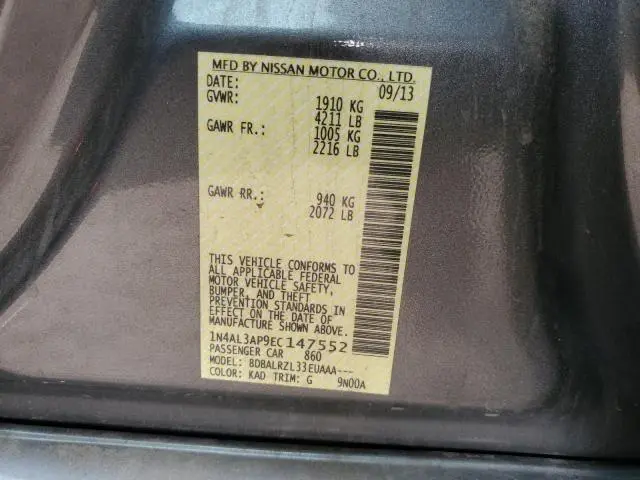 MFD BY NISSAN MOTOR CO., LTD.
DATE: 09/13
GVWR: 1910 KG
4211 LB
GAWR FR.: 1005 KG
2216 LB
GAWR RR.: 940 KG
2072 LB
THIS VEHICLE CONFORMS TO
ALL APPLICABLE FEDERAL
MOTOR VEHICLE SAFETY,
BUMPER, AND THEFT
PREVENTION STANDARDS IN
EFFECT ON THE DATE OF
MANUFACTURE SHOWN ABOVE.
1N4AL3AP9EC147552
PASSENGER CAR 860
MODEL: BDBALRZL33EUAAA---
COLOR: KAD TRIM: G 9N00A